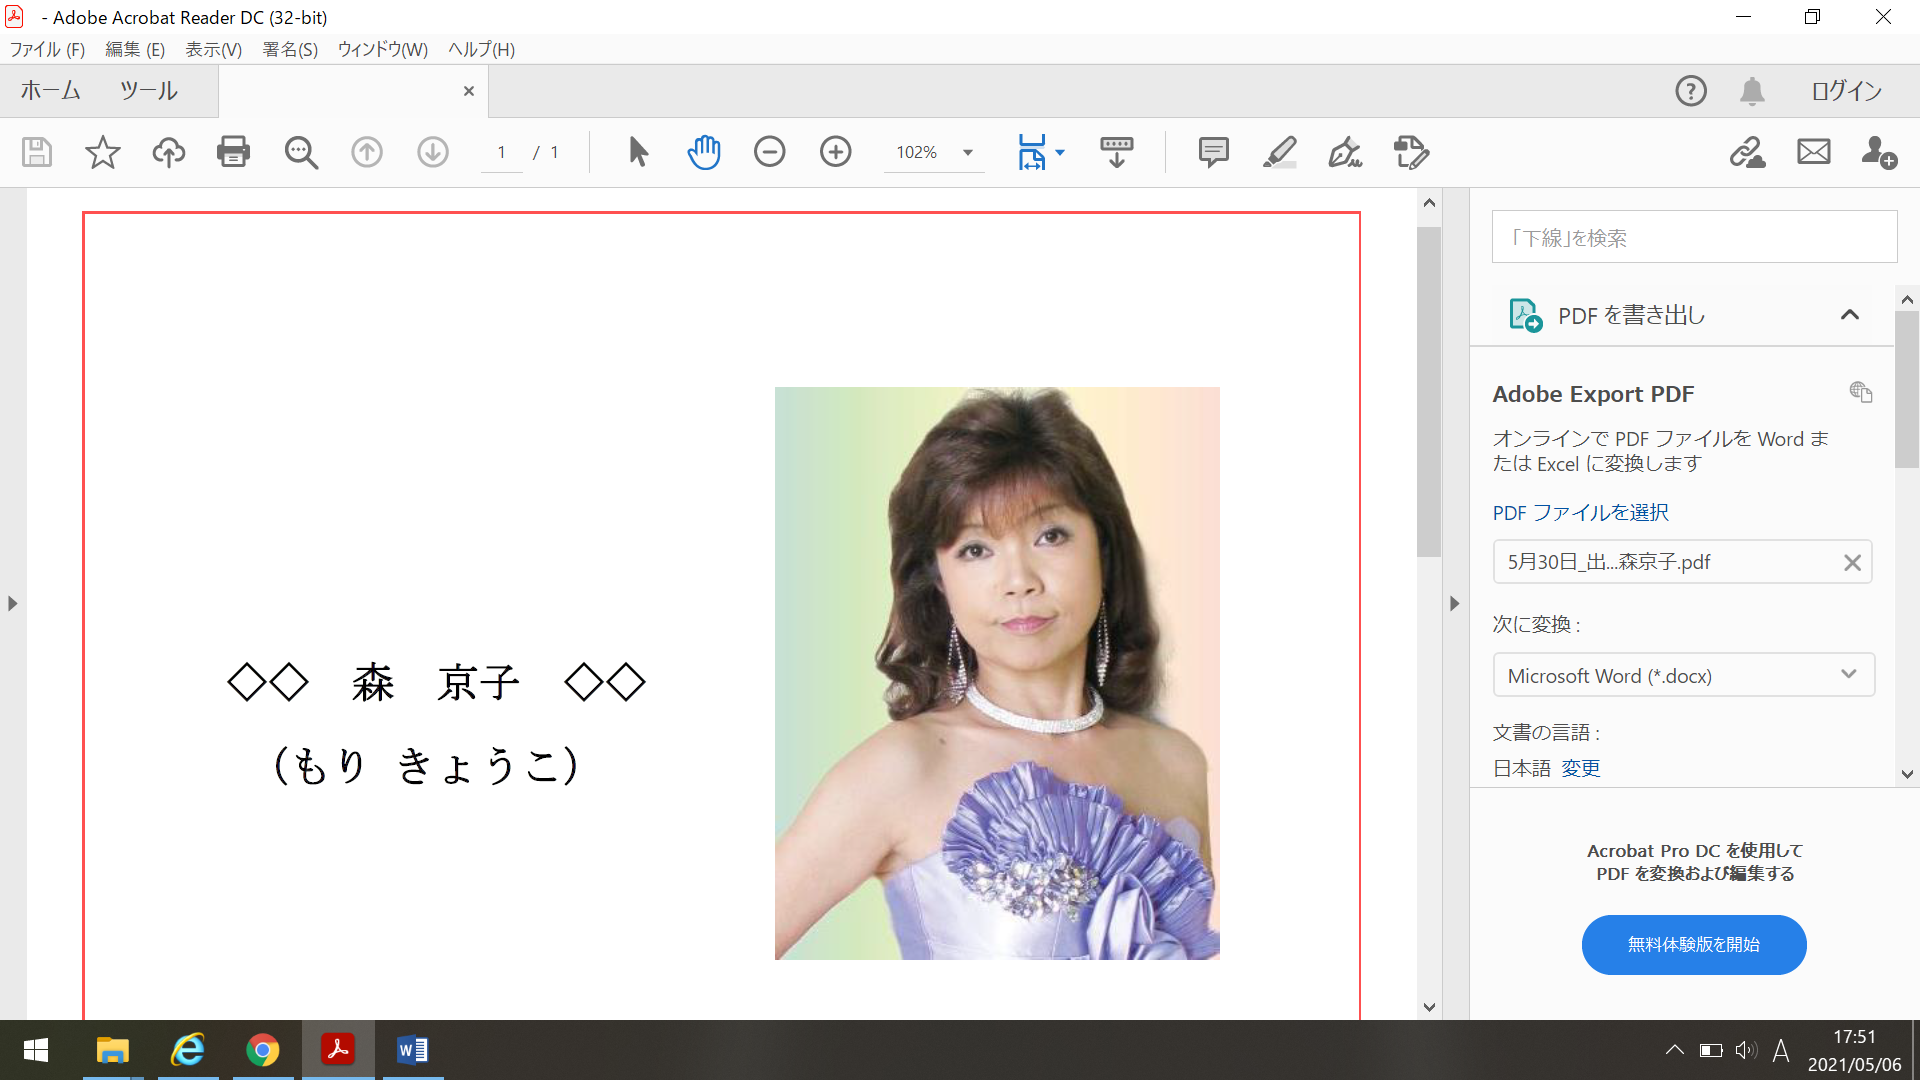 - Adobe Acrobat Reader DC (32-bit)
ファイル (F) 編集 (E) 表示(V) 署名(S) ウィンドウ(W) ヘルプ(H)
ホーム ツール × ? ログイン
1 / 1 102%
◇◇ 森 京子 ◇◇
(もり きょうこ)
「下線」を検索
PDF を書き出し
Adobe Export PDF
オンラインで PDF ファイルを Word ま
たは Excel に変換します
PDF ファイルを選択
5月30日_出...森京子.pdf
次に変換 :
Microsoft Word (*.docx)
文書の言語 :
日本語 変更
Acrobat Pro DC を使用して
PDF を変換および編集する
無料体験版を開始
A 17:51
2021/05/06